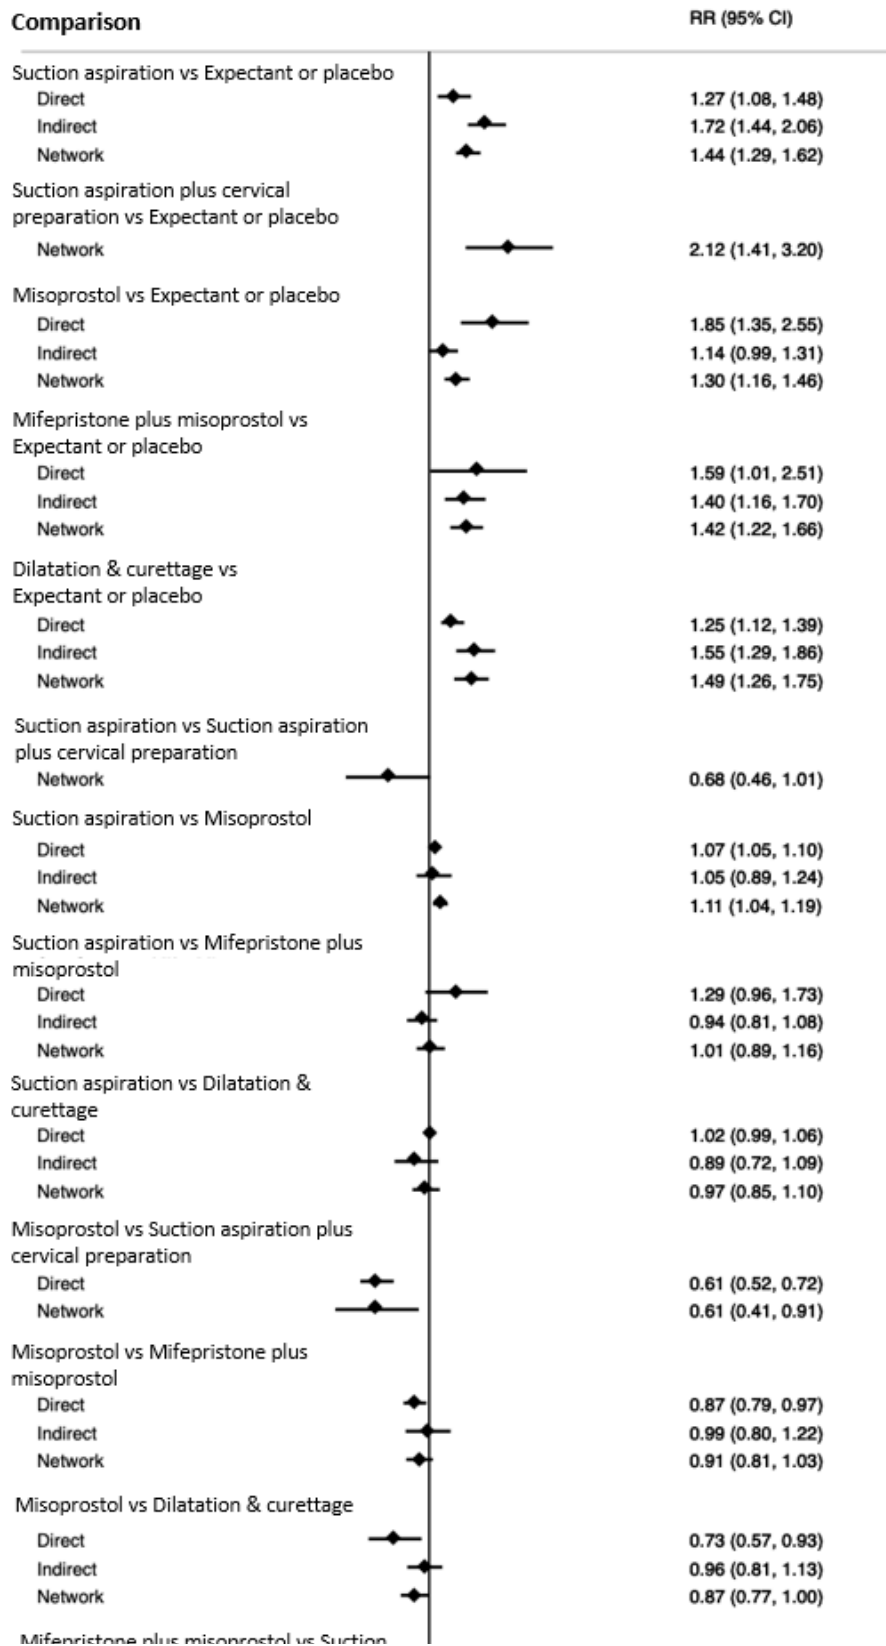 Comparison RR (95% CI)
Suction aspiration vs Expectant or placebo
Direct 1.27 (1.08, 1.48)
Indirect 1.72 (1.44, 2.06)
Network 1.44 (1.29, 1.62)
Suction aspiration plus cervical
preparation vs Expectant or placebo
Network 2.12 (1.41, 3.20)
Misoprostol vs Expectant or placebo
Direct 1.85 (1.35, 2.55)
Indirect 1.14 (0.99, 1.31)
Network 1.30 (1.16, 1.46)
Mifepristone plus misoprostol vs
Expectant or placebo
Direct 1.59 (1.01, 2.51)
Indirect 1.40 (1.16, 1.70)
Network 1.42 (1.22, 1.66)
Dilatation & curettage vs
Expectant or placebo
Direct 1.25 (1.12, 1.39)
Indirect 1.55 (1.29, 1.86)
Network 1.49 (1.26, 1.75)
Suction aspiration vs Suction aspiration
plus cervical preparation
Network 0.68 (0.46, 1.01)
Suction aspiration vs Misoprostol
Direct 1.07 (1.05, 1.10)
Indirect 1.05 (0.89, 1.24)
Network 1.11 (1.04, 1.19)
Suction aspiration vs Mifepristone plus
misoprostol
Direct 1.29 (0.96, 1.73)
Indirect 0.94 (0.81, 1.08)
Network 1.01 (0.89, 1.16)
Suction aspiration vs Dilatation &
curettage
Direct 1.02 (0.99, 1.06)
Indirect 0.89 (0.72, 1.09)
Network 0.97 (0.85, 1.10)
Misoprostol vs Suction aspiration plus
cervical preparation
Direct 0.61 (0.52, 0.72)
Network 0.61 (0.41, 0.91)
Misoprostol vs Mifepristone plus
misoprostol
Direct 0.87 (0.79, 0.97)
Indirect 0.99 (0.80, 1.22)
Network 0.91 (0.81, 1.03)
Misoprostol vs Dilatation & curettage
Direct 0.73 (0.57, 0.93)
Indirect 0.96 (0.81, 1.13)
Network 0.87 (0.77, 1.00)
Mifepristone plus misoprostol vs Suction